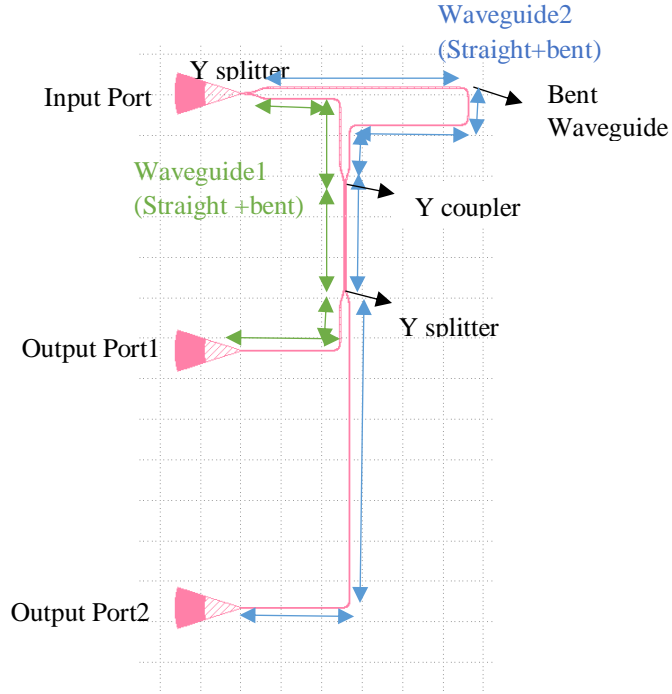 Waveguide2
(Straight+bent)
Y splitter
Input Port
Bent
Waveguide
Waveguide1
(Straight +bent)
Y coupler
Y splitter
Output Port1
Output Port2